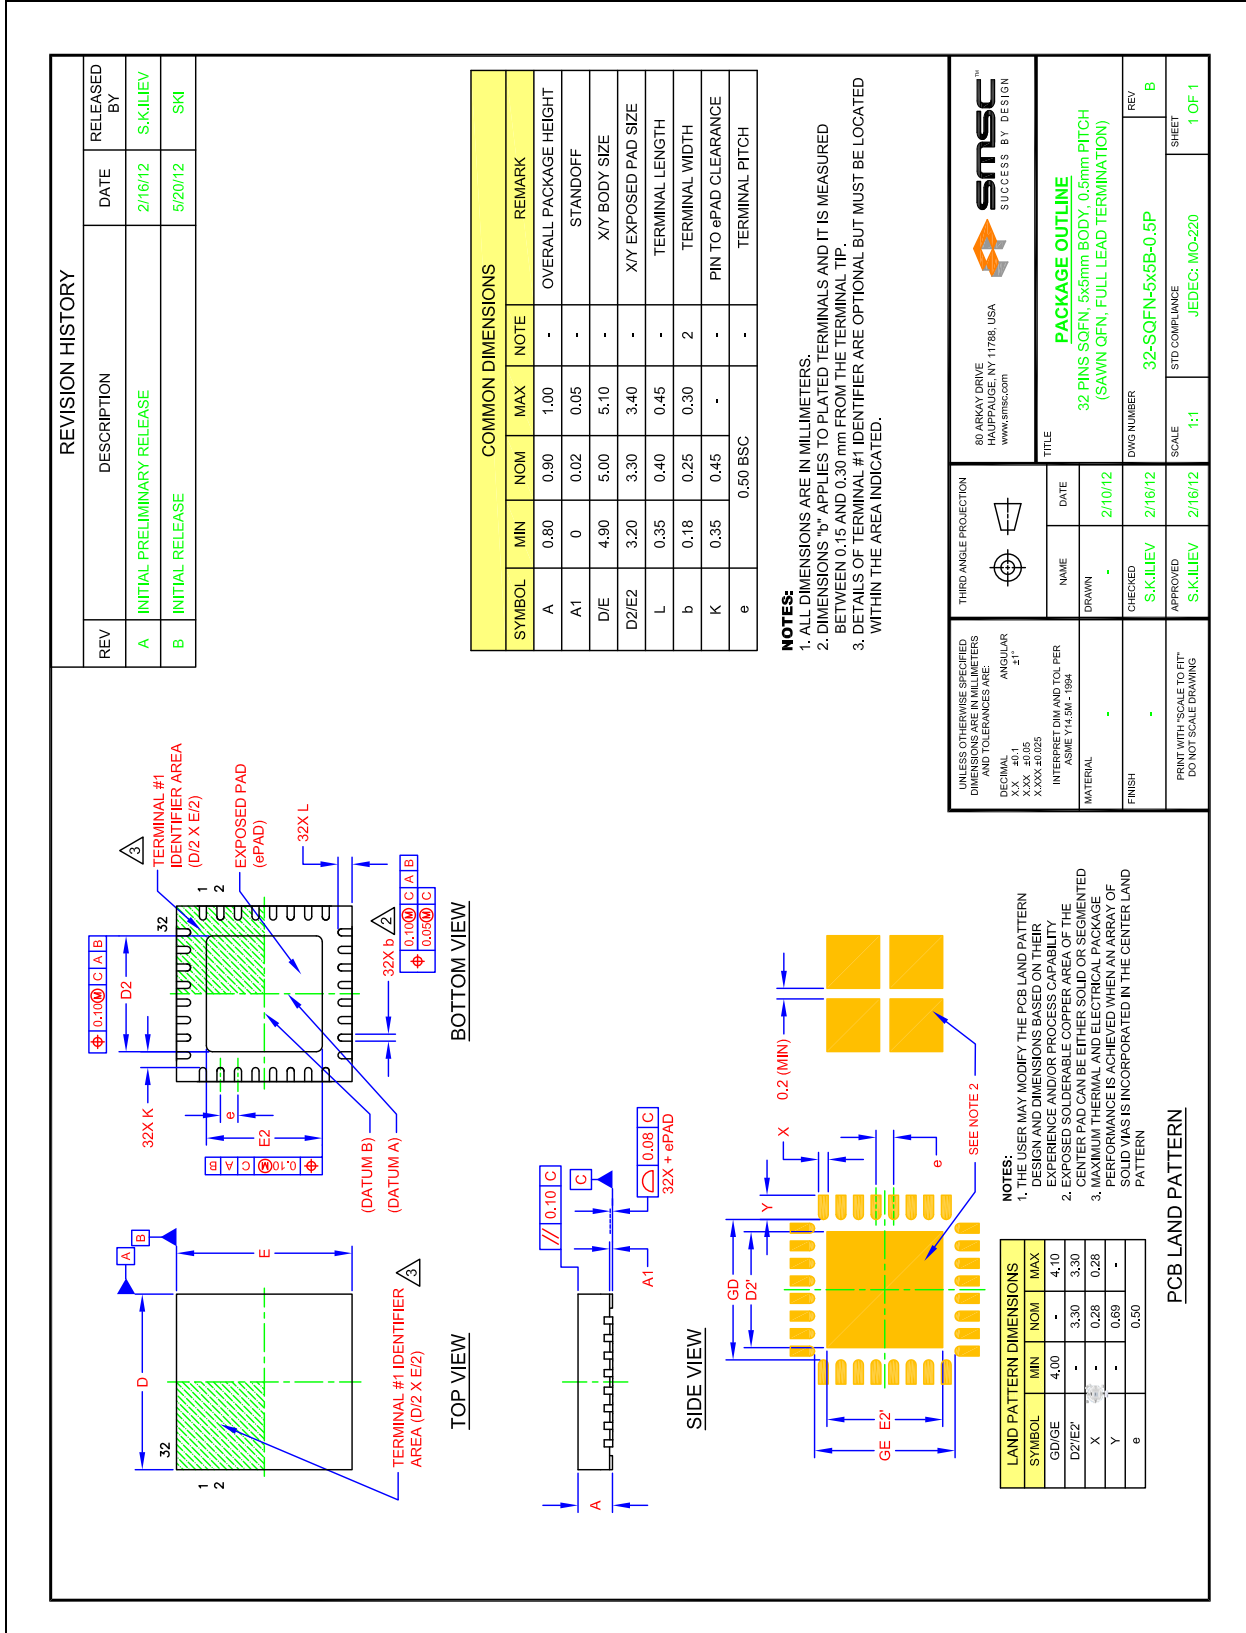 REVISION HISTORY
REV DESCRIPTION DATE RELEASED BY
A INITIAL PRELIMINARY RELEASE 2/16/12 S.K.ILIEV
B INITIAL RELEASE 5/20/12 SKI
D
E
A
B
32
1
2
TERMINAL #1 IDENTIFIER
AREA (D/2 X E/2)
3
TOP VIEW
0.10 M C A B
D2
32X K
e
E2
0.10 M C A B
32
1
2
3
TERMINAL #1
IDENTIFIER AREA
(D/2 X E/2)
EXPOSED PAD
(ePAD)
32X L
32X b
2
0.10 M C A B
0.05 M C
(DATUM B)
(DATUM A)
BOTTOM VIEW
// 0.10 C
C
0.08 C
32X + ePAD
A
A1
SIDE VIEW
COMMON DIMENSIONS
SYMBOL MIN NOM MAX NOTE REMARK
A 0.80 0.90 1.00 - OVERALL PACKAGE HEIGHT
A1 0 0.02 0.05 - STANDOFF
D/E 4.90 5.00 5.10 - X/Y BODY SIZE
D2/E2 3.20 3.30 3.40 - X/Y EXPOSED PAD SIZE
L 0.35 0.40 0.45 - TERMINAL LENGTH
b 0.18 0.25 0.30 2 TERMINAL WIDTH
K 0.35 0.45 - - PIN TO ePAD CLEARANCE
e 0.50 BSC - TERMINAL PITCH
NOTES:
1. ALL DIMENSIONS ARE IN MILLIMETERS.
2. DIMENSIONS "b" APPLIES TO PLATED TERMINALS AND IT IS MEASURED
BETWEEN 0.15 AND 0.30 mm FROM THE TERMINAL TIP.
3. DETAILS OF TERMINAL #1 IDENTIFIER ARE OPTIONAL BUT MUST BE LOCATED
WITHIN THE AREA INDICATED.
GD
D2'
Y
X
0.2 (MIN)
e
GE
E2'
SEE NOTE 2
LAND PATTERN DIMENSIONS
SYMBOL MIN NOM MAX
GD/GE 4.00 - 4.10
D2'/E2' - 3.30 3.30
X - 0.28 0.28
Y 0.69 -
e 0.50
NOTES:
1. THE USER MAY MODIFY THE PCB LAND PATTERN
DESIGN AND DIMENSIONS BASED ON THEIR
EXPERIENCE AND/OR PROCESS CAPABILITY
2. EXPOSED SOLDERABLE COPPER AREA OF THE
CENTER PAD CAN BE EITHER SOLID OR SEGMENTED
3. MAXIMUM THERMAL AND ELECTRICAL PACKAGE
PERFORMANCE IS ACHIEVED WHEN AN ARRAY OF
SOLID VIAS IS INCORPORATED IN THE CENTER LAND
PATTERN
PCB LAND PATTERN
UNLESS OTHERWISE SPECIFIED
DIMENSIONS ARE IN MILLIMETERS
AND TOLERANCES ARE:
DECIMAL ANGULAR
X.X ±0.1 ±1°
X.XX ±0.05
X.XXX ±0.025
INTERPRET DIM AND TOL PER
ASME Y14.5M - 1994
MATERIAL
-
FINISH
-
PRINT WITH "SCALE TO FIT"
DO NOT SCALE DRAWING
THIRD ANGLE PROJECTION
NAME DATE
DRAWN
- 2/10/12
CHECKED
S.K.ILIEV 2/16/12
APPROVED
S.K.ILIEV 2/16/12
80 ARKAY DRIVE
HAUPPAUGE, NY 11788, USA
www.smsc.com
smsc™
SUCCESS BY DESIGN
TITLE
PACKAGE OUTLINE
32 PINS SQFN, 5x5mm BODY, 0.5mm PITCH
(SAWN QFN, FULL LEAD TERMINATION)
DWG NUMBER
32-SQFN-5x5B-0.5P
REV
B
SCALE
1:1
STD COMPLIANCE
JEDEC: MO-220
SHEET
1 OF 1